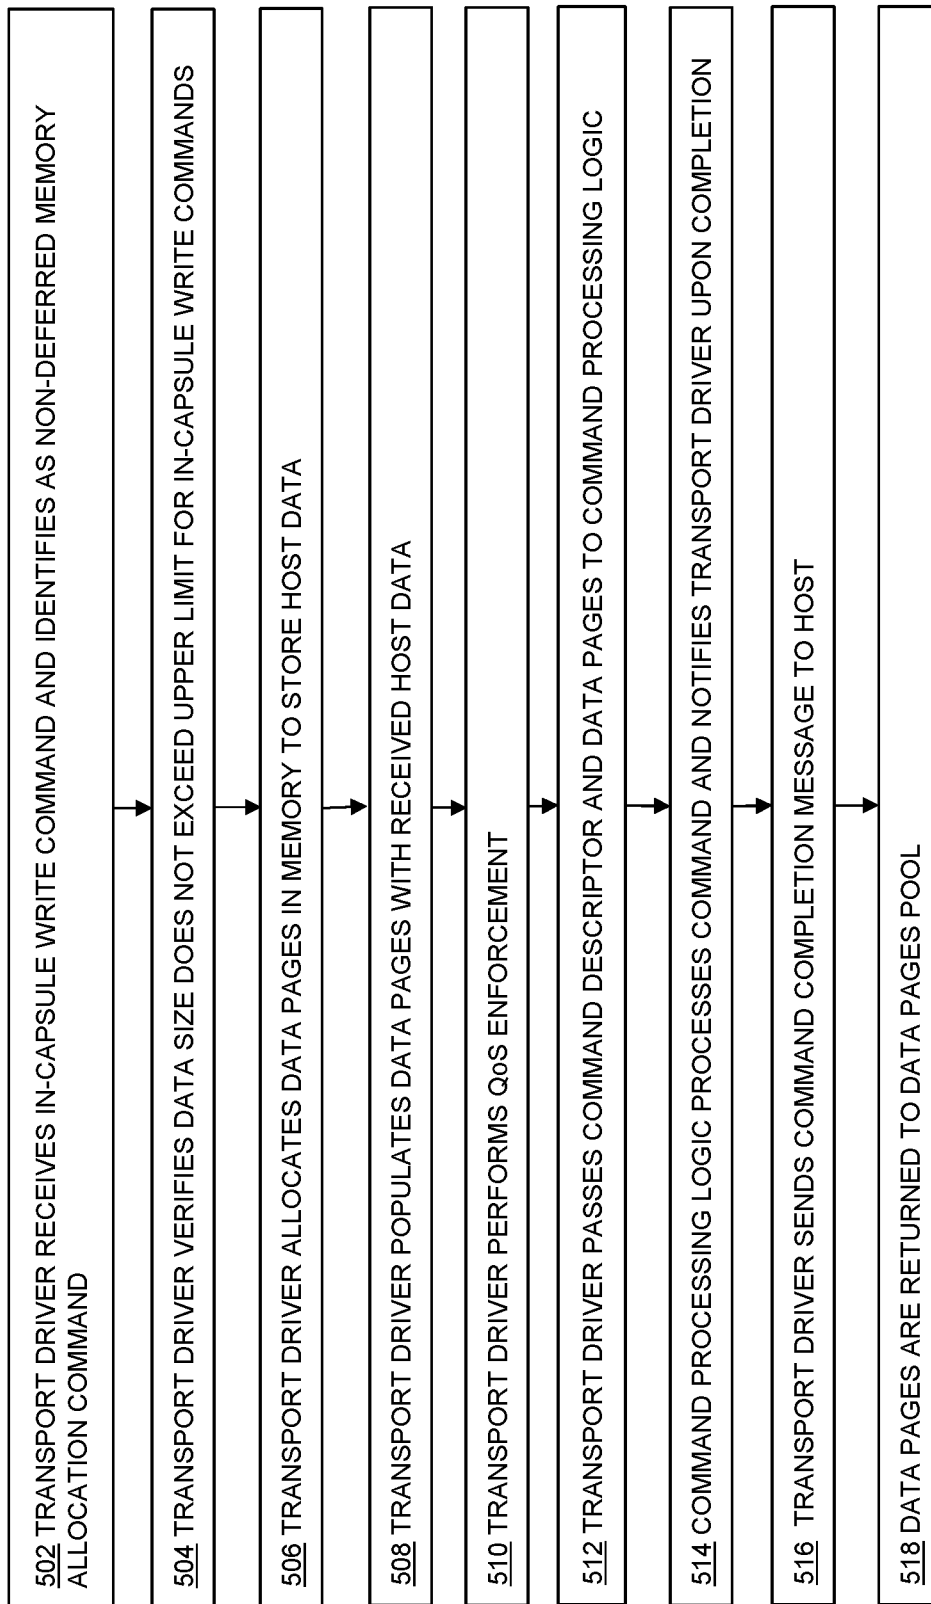 502 TRANSPORT DRIVER RECEIVES IN-CAPSULE WRITE COMMAND AND IDENTIFIES AS NON-DEFERRED MEMORY
ALLOCATION COMMAND
504 TRANSPORT DRIVER VERIFIES DATA SIZE DOES NOT EXCEED UPPER LIMIT FOR IN-CAPSULE WRITE COMMANDS
506 TRANSPORT DRIVER ALLOCATES DATA PAGES IN MEMORY TO STORE HOST DATA
508 TRANSPORT DRIVER POPULATES DATA PAGES WITH RECEIVED HOST DATA
510 TRANSPORT DRIVER PERFORMS QoS ENFORCEMENT
512 TRANSPORT DRIVER PASSES COMMAND DESCRIPTOR AND DATA PAGES TO COMMAND PROCESSING LOGIC
514 COMMAND PROCESSING LOGIC PROCESSES COMMAND AND NOTIFIES TRANSPORT DRIVER UPON COMPLETION
516 TRANSPORT DRIVER SENDS COMMAND COMPLETION MESSAGE TO HOST
518 DATA PAGES ARE RETURNED TO DATA PAGES POOL